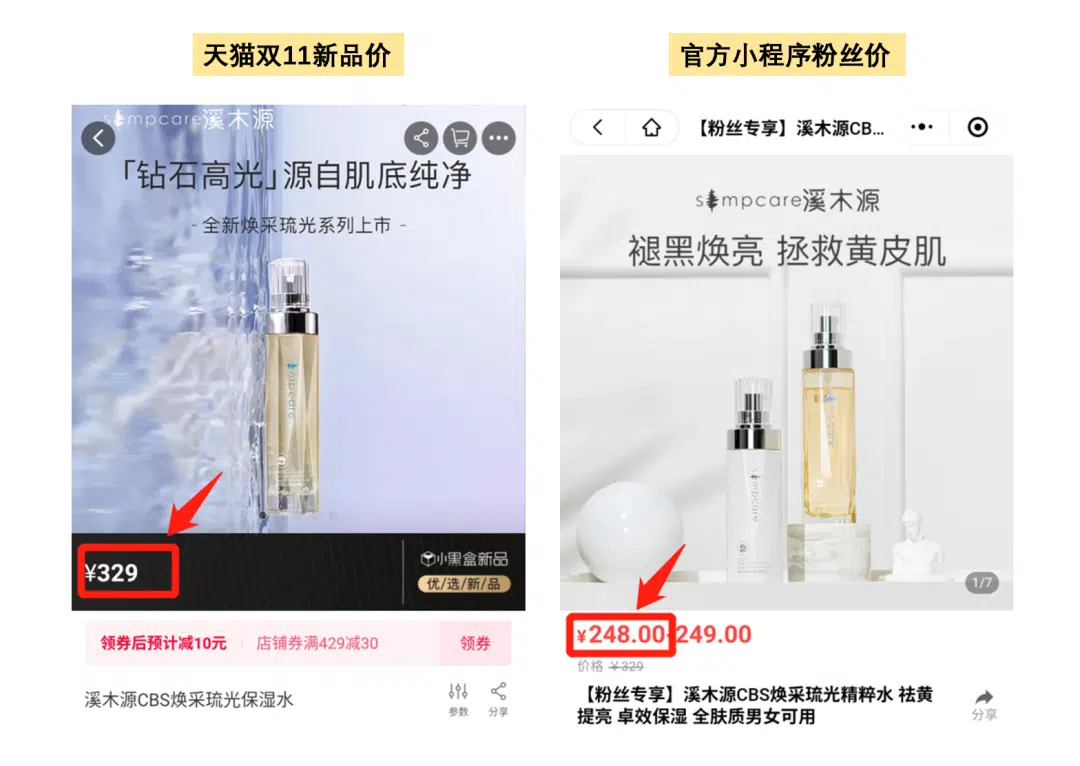 天猫双11新品价
simpcare溪木源
「钻石高光」源自肌底纯净
- 全新焕采琉光系列上市 -
simpcare
¥329
小黑盒新品
优/选/新/品
领券后预计减10元
店铺券满429减30
领券
溪木源CBS焕采琉光保湿水
参数
分享
官方小程序粉丝价
【粉丝专享】溪木源CB...
simpcare溪木源
褪黑焕亮 拯救黄皮肌
simpcare
simpcare
1/7
¥248.00-249.00
价格 ¥329
【粉丝专享】溪木源CBS焕采琉光精粹水 祛黄
提亮 卓效保湿 全肤质男女可用
分享